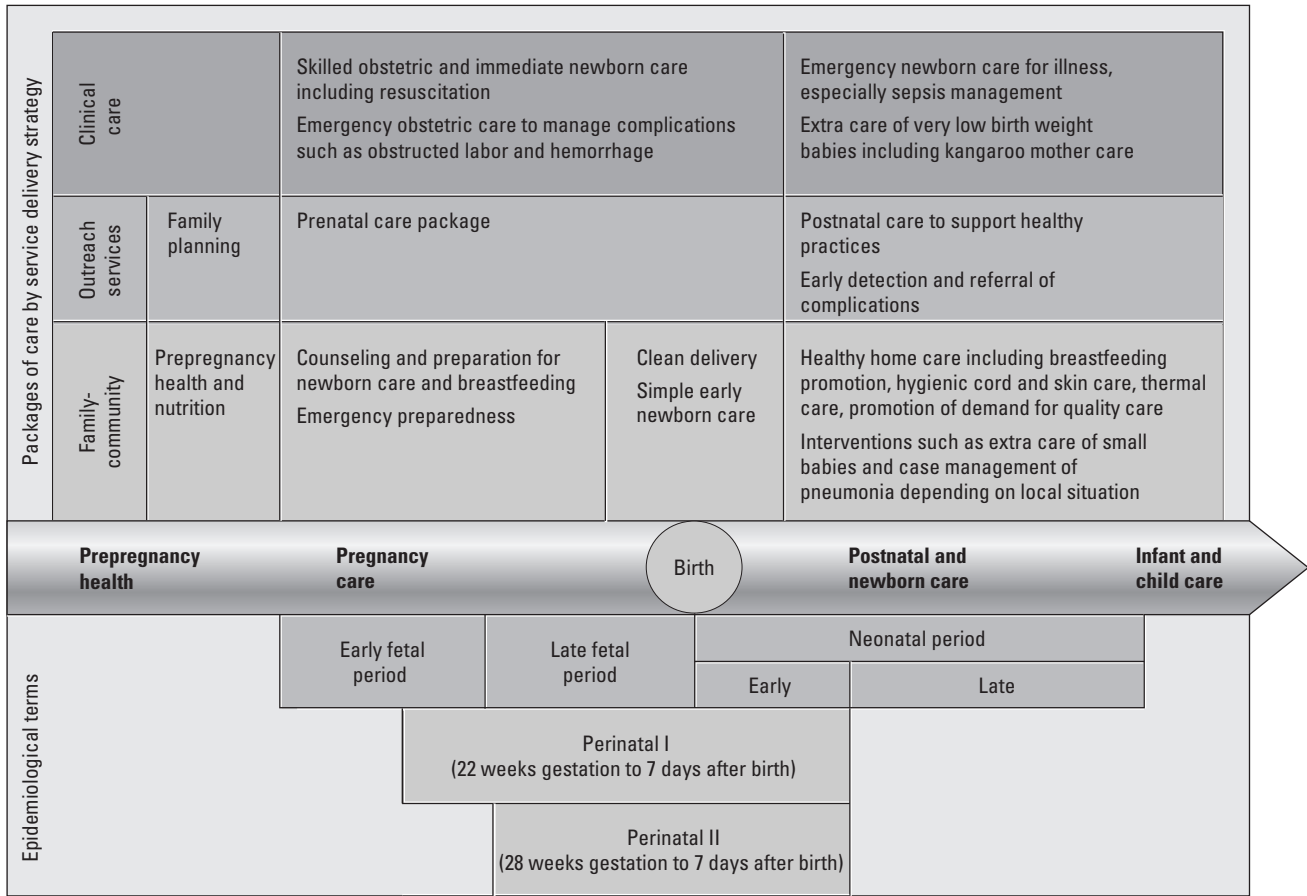 Packages of care by service delivery strategy
Clinical
care
Skilled obstetric and immediate newborn care
including resuscitation
Emergency obstetric care to manage complications
such as obstructed labor and hemorrhage
Emergency newborn care for illness,
especially sepsis management
Extra care of very low birth weight
babies including kangaroo mother care
Outreach
services
Family
planning
Prenatal care package
Postnatal care to support healthy
practices
Early detection and referral of
complications
Family-
community
Prepregnancy
health and
nutrition
Counseling and preparation for
newborn care and breastfeeding
Emergency preparedness
Clean delivery
Simple early
newborn care
Healthy home care including breastfeeding
promotion, hygienic cord and skin care, thermal
care, promotion of demand for quality care
Interventions such as extra care of small
babies and case management of
pneumonia depending on local situation
Prepregnancy
health
Pregnancy
care
Birth
Postnatal and
newborn care
Infant and
child care
Epidemiological terms
Early fetal
period
Late fetal
period
Neonatal period
Early
Late
Perinatal I
(22 weeks gestation to 7 days after birth)
Perinatal II
(28 weeks gestation to 7 days after birth)